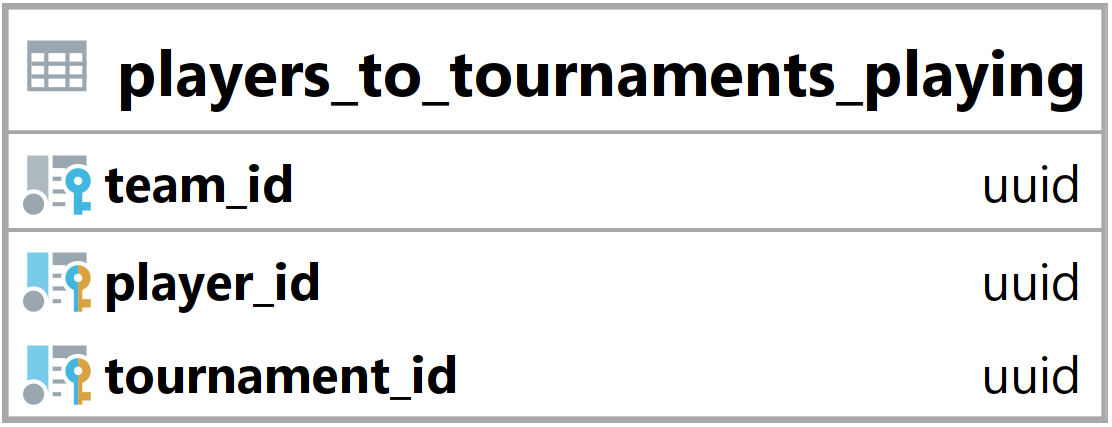 players_to_tournaments_playing
team_id uuid
player_id uuid
tournament_id uuid